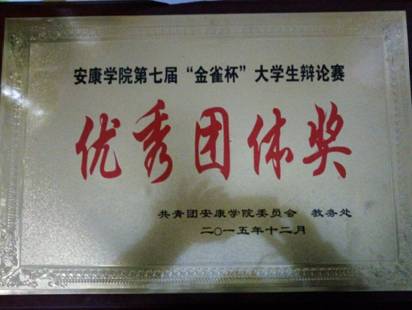 安康学院第七届“金雀杯”大学生辩论赛
优秀团体奖
共青团安康学院委员会 教务处
二〇一五年十二月